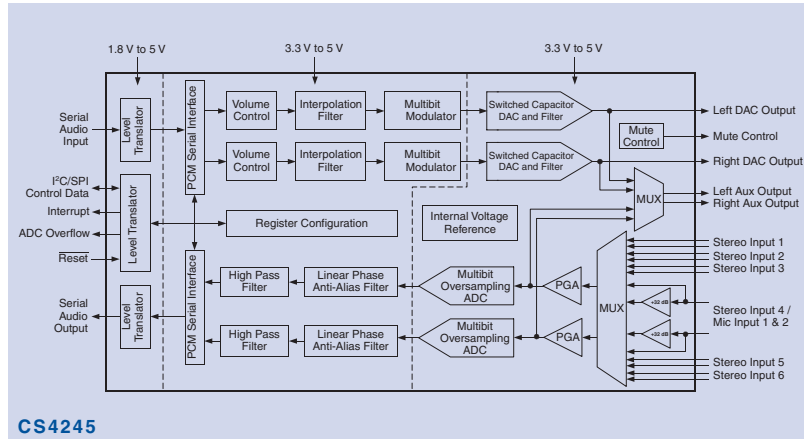 1.8 V to 5 V
3.3 V to 5 V
3.3 V to 5 V
Serial
Audio
Input
Level
Translator
PCM Serial Interface
Volume
Control
Interpolation
Filter
Multibit
Modulator
Switched Capacitor
DAC and Filter
Left DAC Output
Mute
Control
Mute Control
Volume
Control
Interpolation
Filter
Multibit
Modulator
Switched Capacitor
DAC and Filter
Right DAC Output
I²C/SPI
Control Data
Interrupt
ADC Overflow
Reset
Level Translator
Register Configuration
Internal Voltage
Reference
MUX
Left Aux Output
Right Aux Output
Serial
Audio
Output
Level
Translator
PCM Serial Interface
High Pass
Filter
Linear Phase
Anti-Alias Filter
Multibit
Oversampling
ADC
PGA
High Pass
Filter
Linear Phase
Anti-Alias Filter
Multibit
Oversampling
ADC
PGA
MUX
+32 dB
+32 dB
Stereo Input 1
Stereo Input 2
Stereo Input 3
Stereo Input 4 /
Mic Input 1 & 2
Stereo Input 5
Stereo Input 6
CS4245